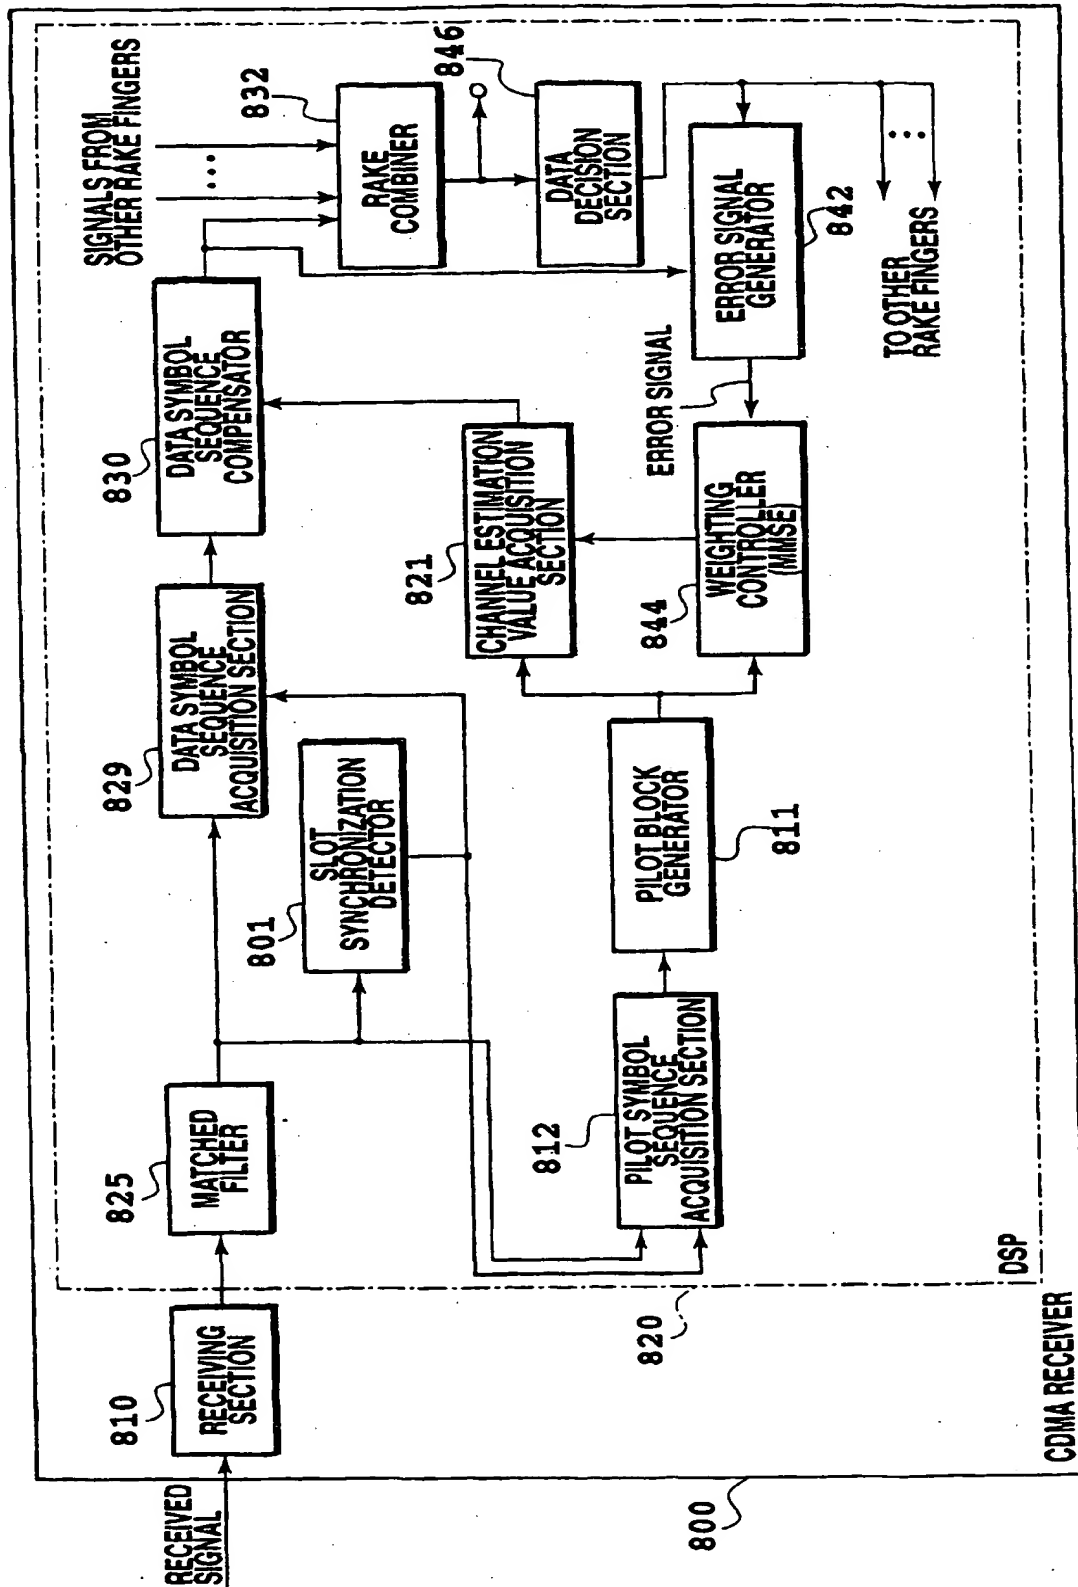 RECEIVED
SIGNAL
810
RECEIVING
SECTION
825
MATCHED
FILTER
829
DATA SYMBOL
SEQUENCE
ACQUISITION SECTION
830
DATA SYMBOL
SEQUENCE
COMPENSATOR
SIGNALS FROM
OTHER RAKE FINGERS
832
RAKE
COMBINER
846
DATA
DECISION
SECTION
801
SLOT
SYNCHRONIZATION
DETECTOR
821
CHANNEL ESTIMATION
VALUE ACQUISITION
SECTION
812
PILOT SYMBOL
SEQUENCE
ACQUISITION SECTION
PILOT BLOCK
GENERATOR
811
844
WEIGHTING
CONTROLLER
(MMSE)
ERROR SIGNAL
ERROR SIGNAL
GENERATOR
842
TO OTHER
RAKE FINGERS
820
DSP
800
CDMA RECEIVER